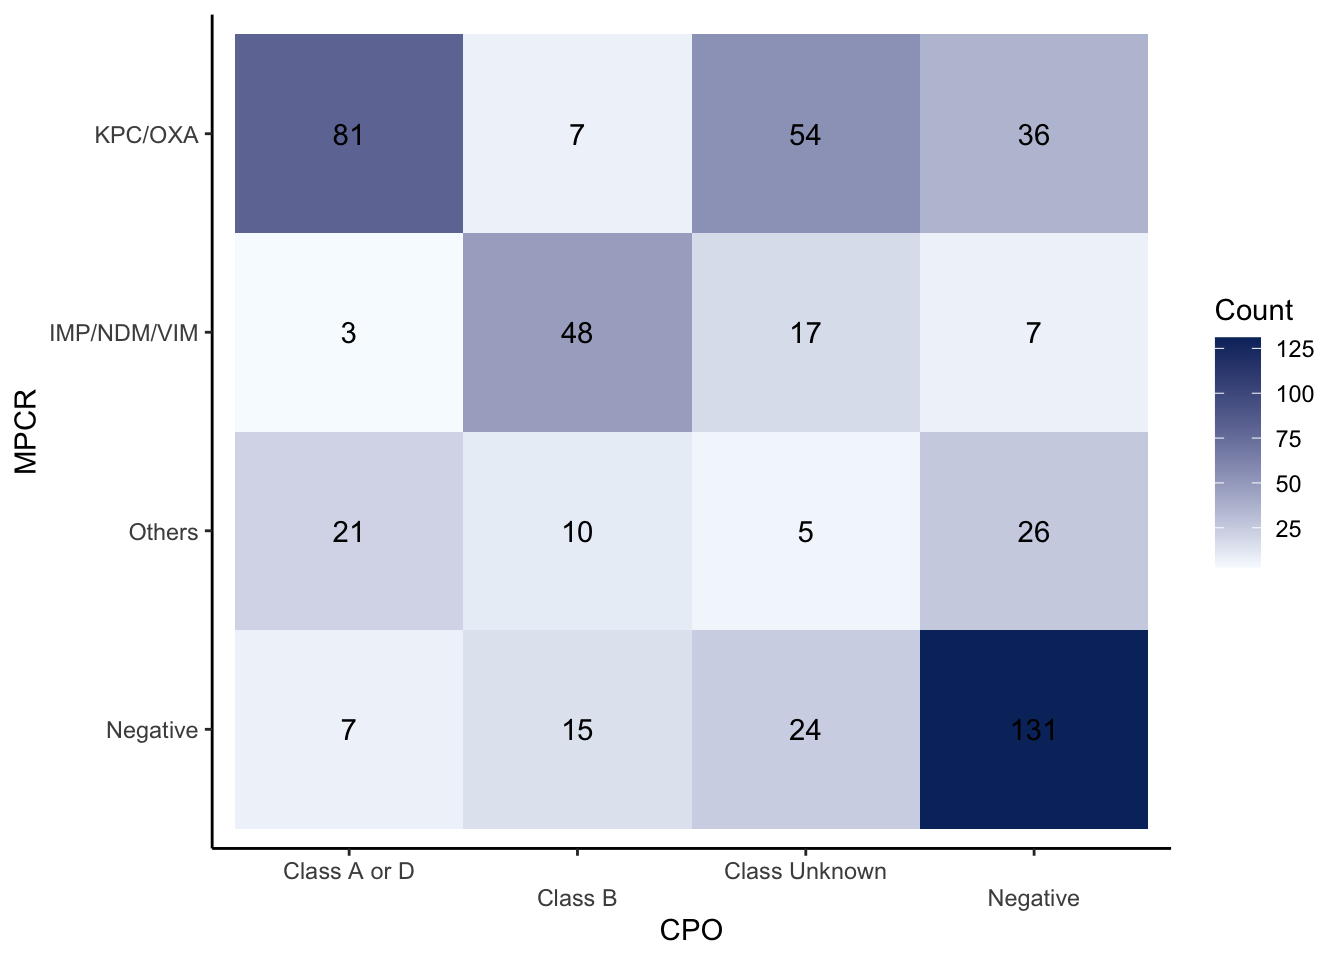 KPC/OXA 81 7 54 36
IMP/NDM/VIM 3 48 17 7
Others 21 10 5 26
Negative 7 15 24 131
MPCR
Class A or D
Class B
Class Unknown
Negative
CPO
Count
125
100
75
50
25